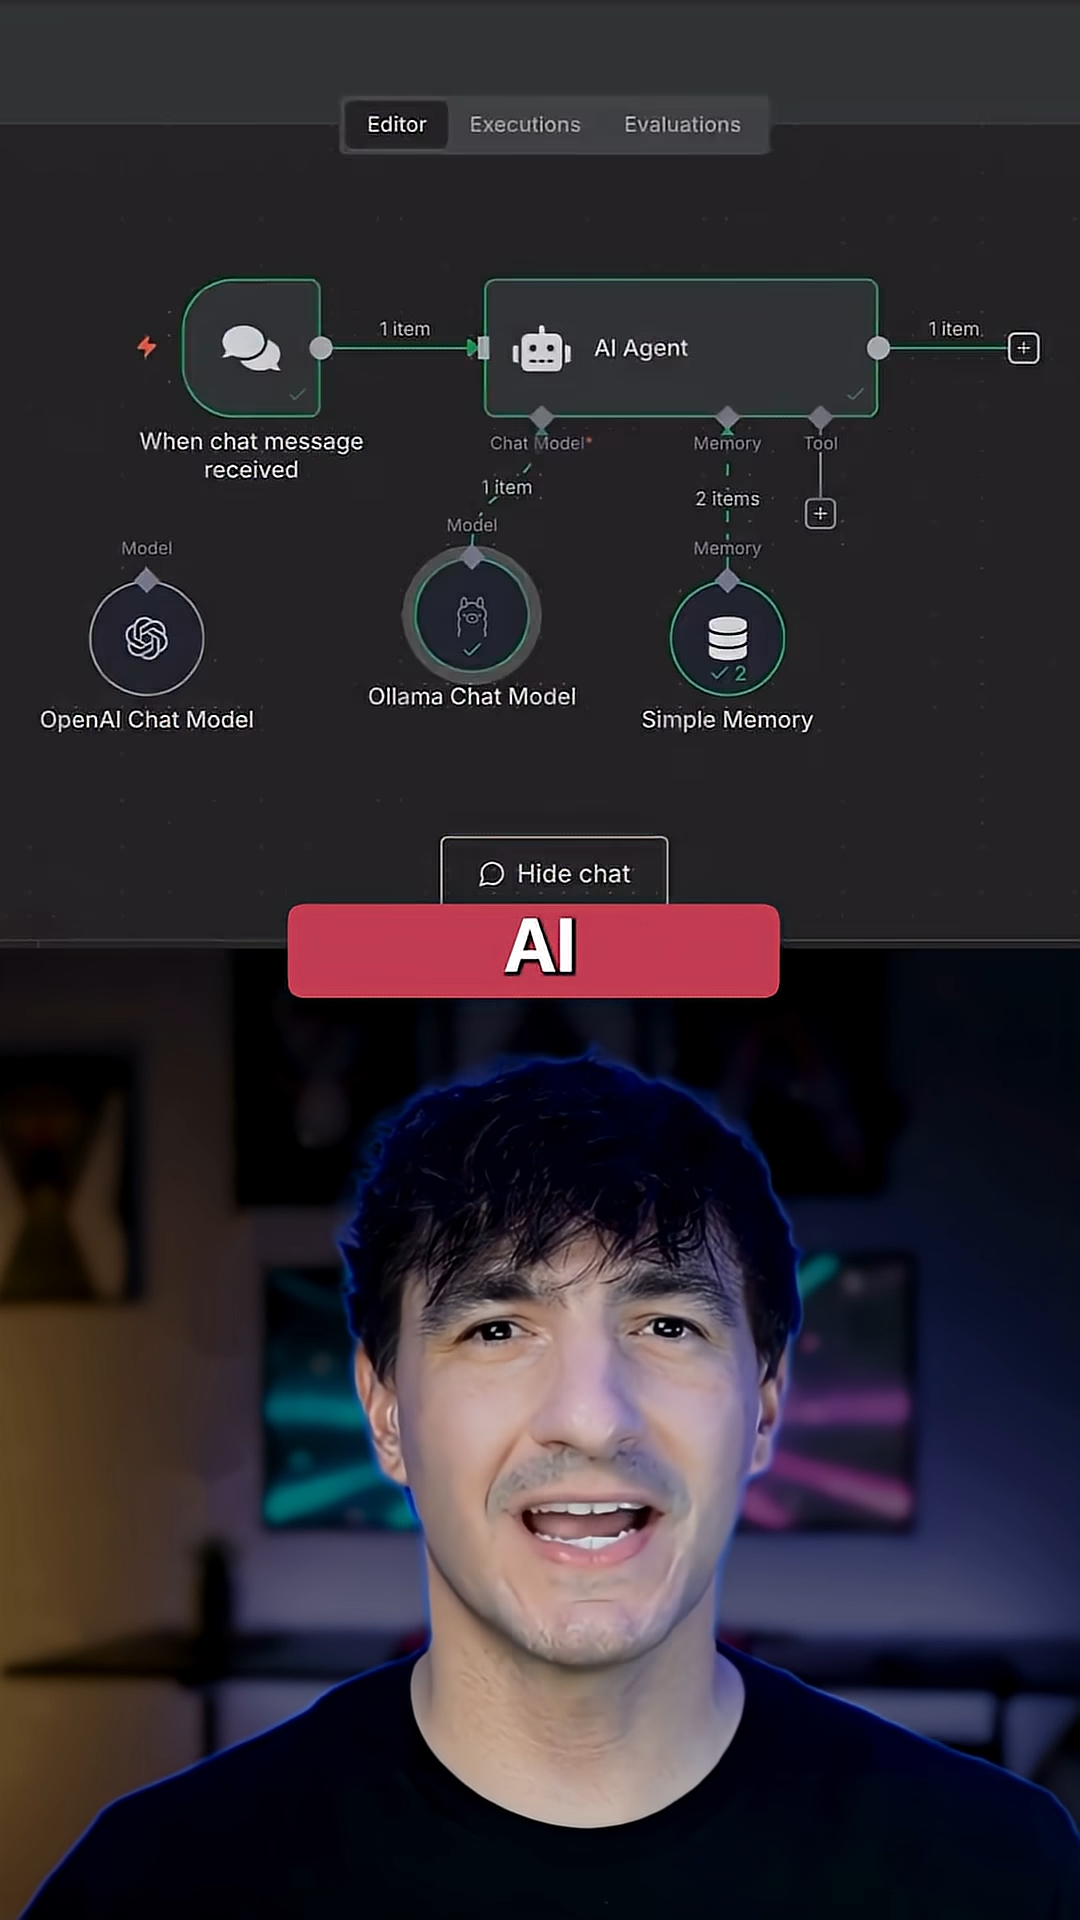 Editor Executions Evaluations
1 item
1 item
AI Agent
When chat message
received
Chat Model*
Memory
Tool
1 item
2 items
Model
Model
Memory
2
OpenAI Chat Model
Ollama Chat Model
Simple Memory
Hide chat
AI